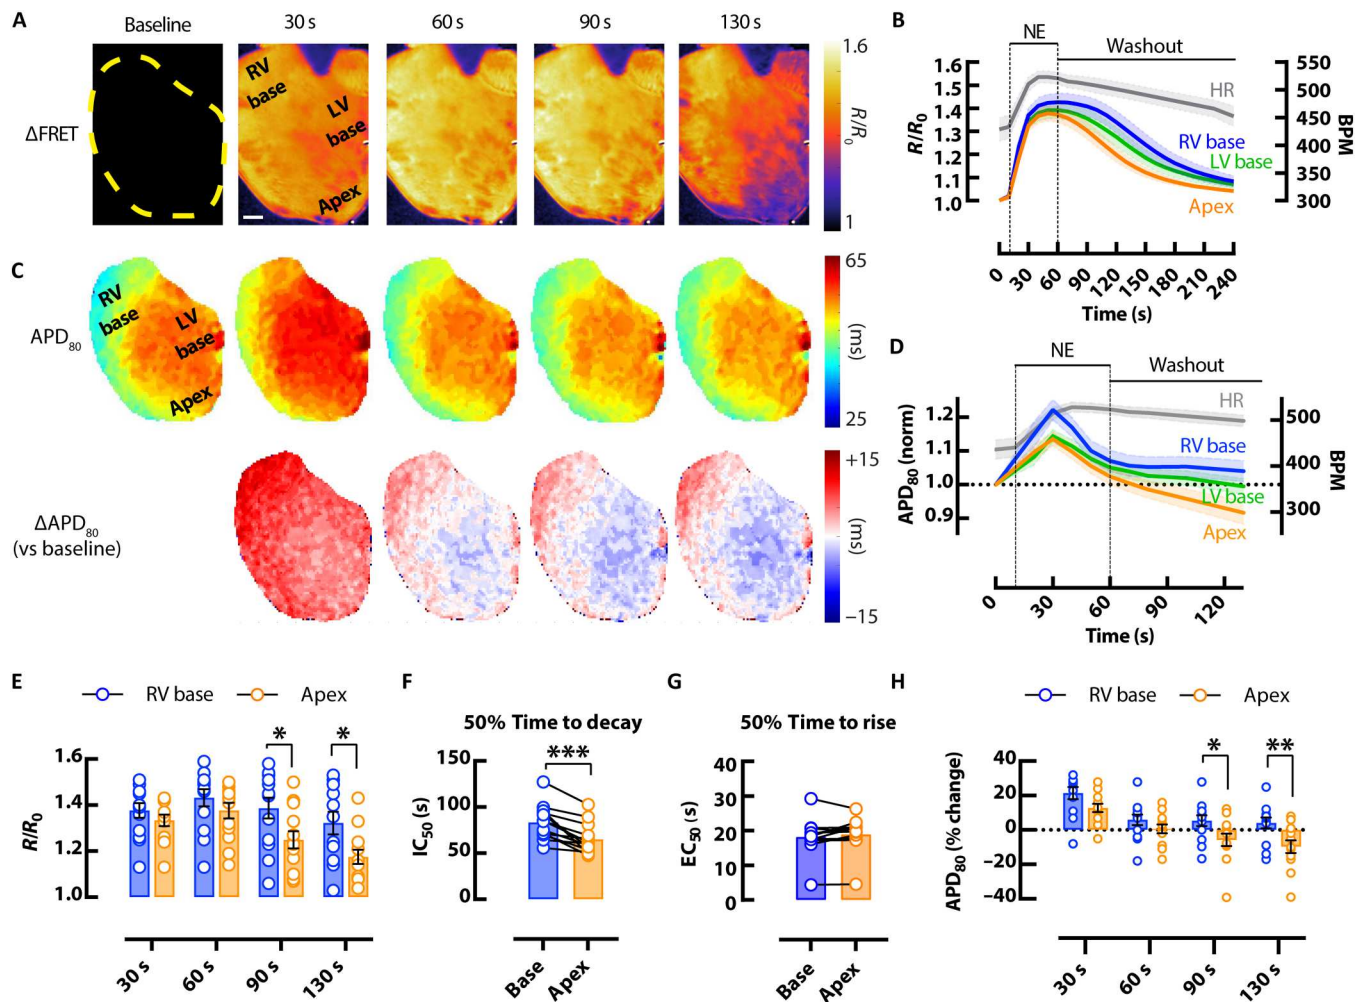 A
Baseline
30 s
60 s
90 s
130 s
ΔFRET
RV
base
LV
base
Apex
1.6
R/R0
1
B
NE
Washout
1.6
1.5
1.4
1.3
1.2
1.1
1.0
R/R0
HR
RV base
LV base
Apex
550
500
450
400
350
300
BPM
0
30
60
90
120
150
180
210
240
Time (s)
C
APD80
RV
base
LV
base
Apex
65
(ms)
25
ΔAPD80
(vs baseline)
+15
(ms)
−15
D
NE
Washout
1.2
1.1
1.0
0.9
APD80 (norm)
HR
RV base
LV base
Apex
500
400
300
BPM
0
30
60
90
120
Time (s)
E
RV base
Apex
1.6
1.4
1.2
1.0
R/R0
*
*
30 s
60 s
90 s
130 s
F
50% Time to decay
***
150
100
50
0
IC50 (s)
Base
Apex
G
50% Time to rise
40
30
20
10
0
EC50 (s)
Base
Apex
H
RV base
Apex
40
20
0
−20
−40
APD80 (% change)
*
**
30 s
60 s
90 s
130 s